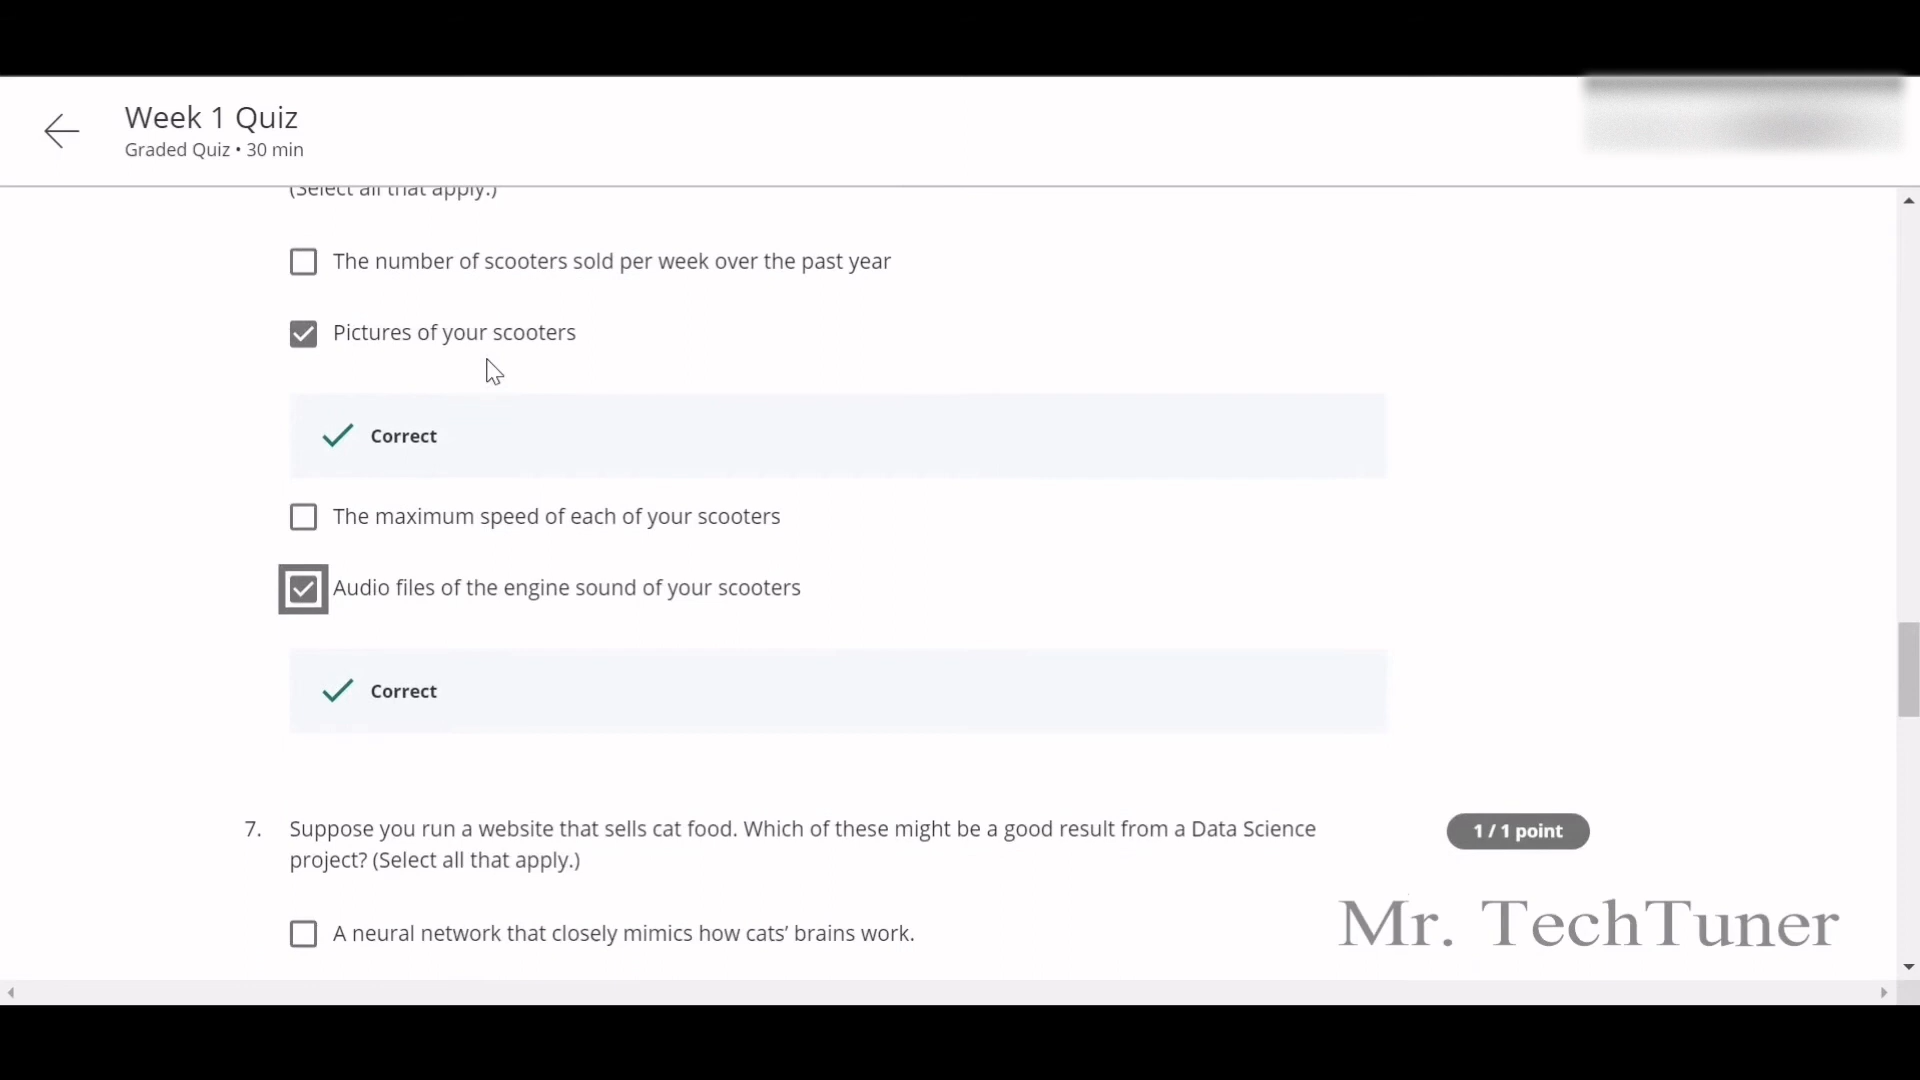 Week 1 Quiz
Graded Quiz • 30 min
(Select all that apply.)
The number of scooters sold per week over the past year
Pictures of your scooters
Correct
The maximum speed of each of your scooters
Audio files of the engine sound of your scooters
Correct
7. Suppose you run a website that sells cat food. Which of these might be a good result from a Data Science
project? (Select all that apply.)
1 / 1 point
A neural network that closely mimics how cats’ brains work.
Mr. TechTuner